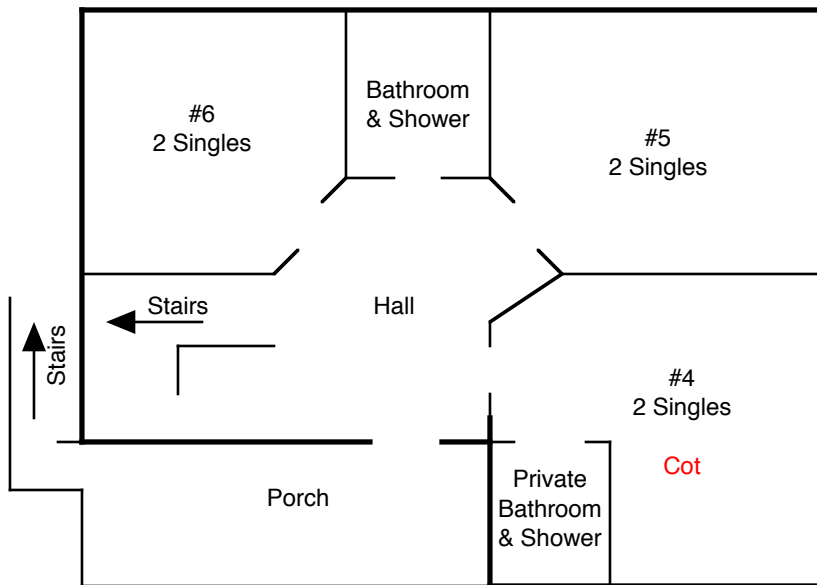 #6
2 Singles
Bathroom
& Shower
#5
2 Singles
Stairs
Hall
Stairs
#4
2 Singles
Cot
Porch
Private
Bathroom
& Shower